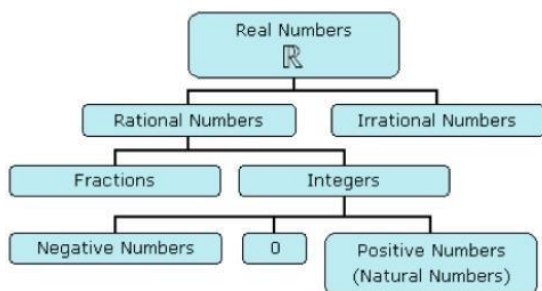 Real Numbers
ℝ
Rational Numbers
Irrational Numbers
Fractions
Integers
Negative Numbers
0
Positive Numbers
(Natural Numbers)